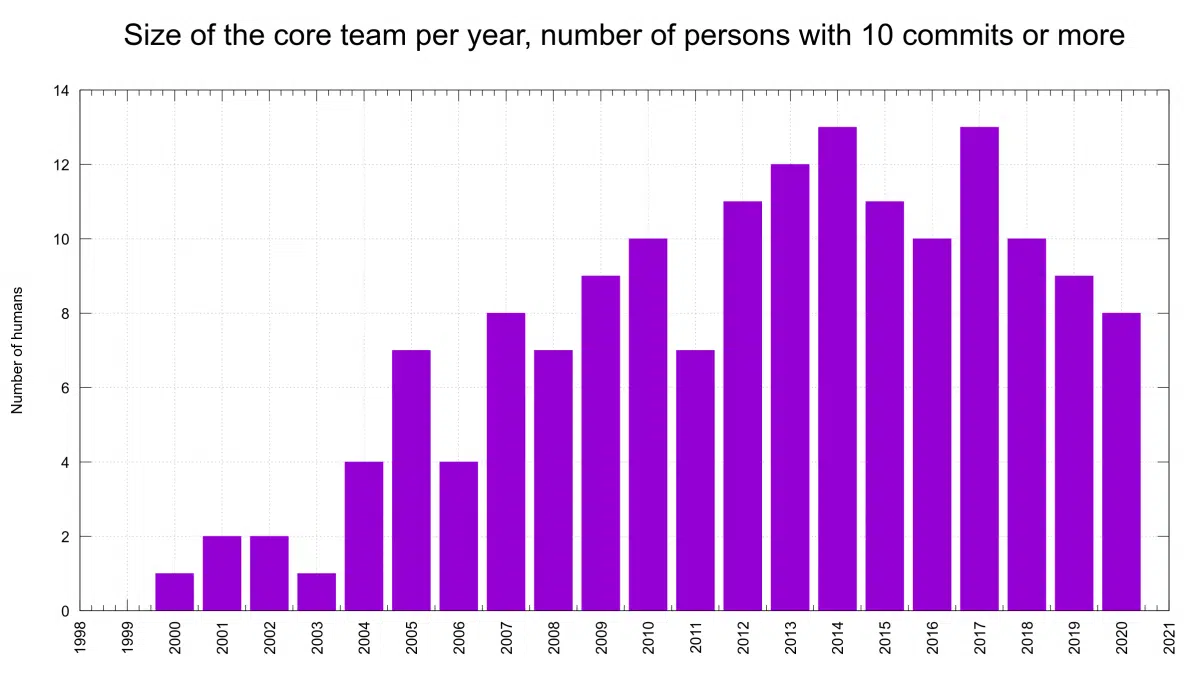 Size of the core team per year, number of persons with 10 commits or more
Number of humans
14
12
10
8
6
4
2
0
1998 1999 2000 2001 2002 2003 2004 2005 2006 2007 2008 2009 2010 2011 2012 2013 2014 2015 2016 2017 2018 2019 2020 2021